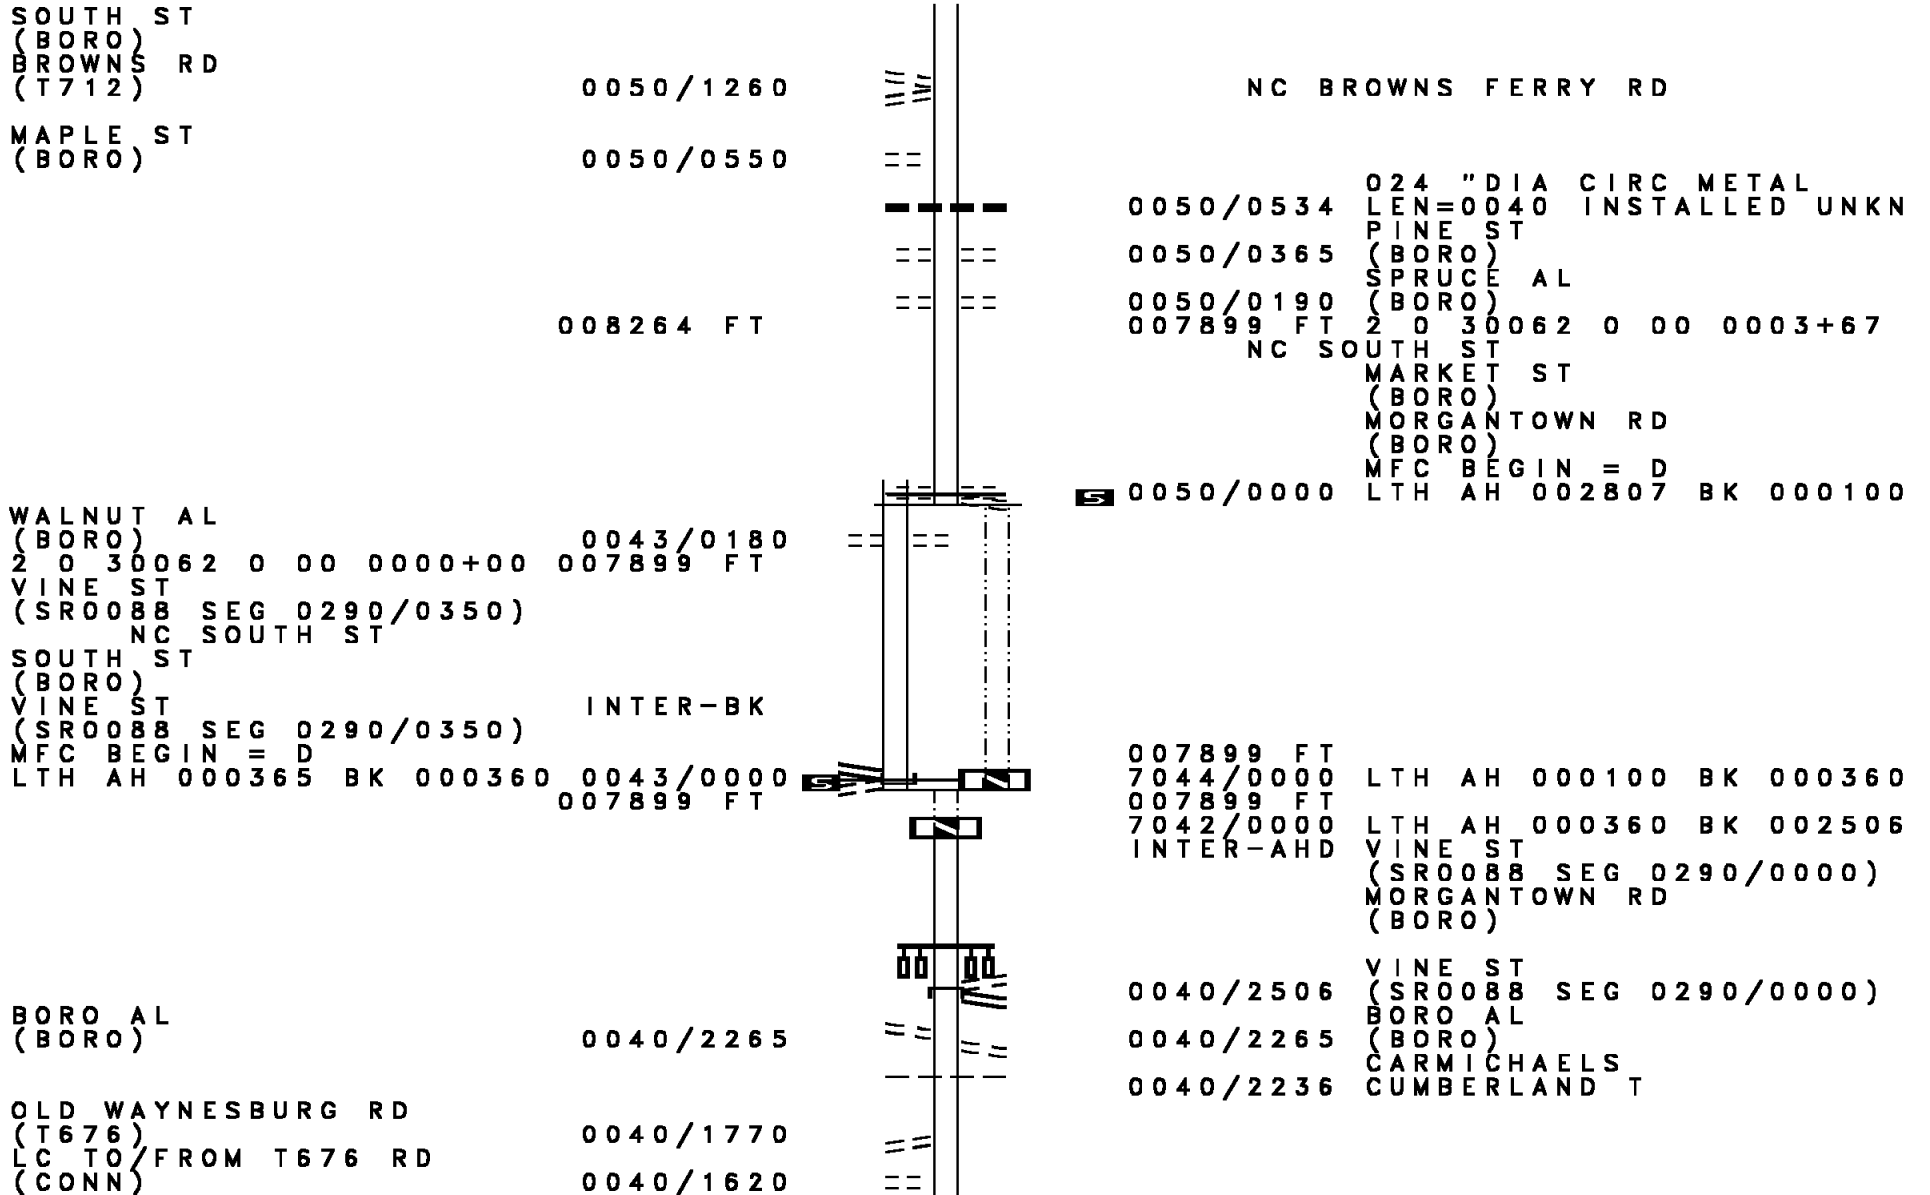 SOUTH ST
(BORO)
BROWNS RD
(T712) 0050/1260 NC BROWNS FERRY RD
MAPLE ST
(BORO) 0050/0550
024 "DIA CIRC METAL
0050/0534 LEN=0040 INSTALLED UNKN
PINE ST
0050/0365 (BORO)
SPRUCE AL
0050/0190 (BORO)
008264 FT 007899 FT 2 0 30062 0 00 0003+67
NC SOUTH ST
MARKET ST
(BORO)
MORGANTOWN RD
(BORO)
MFC BEGIN = D
S 0050/0000 LTH AH 002807 BK 000100
WALNUT AL
(BORO) 0043/0180
2 0 30062 0 00 0000+00 007899 FT
VINE ST
(SR0088 SEG 0290/0350)
NC SOUTH ST
SOUTH ST
(BORO)
VINE ST INTER-BK
(SR0088 SEG 0290/0350)
MFC BEGIN = D 007899 FT
LTH AH 000365 BK 000360 0043/0000 S 7044/0000 LTH AH 000100 BK 000360
007899 FT 007899 FT
7042/0000 LTH AH 000360 BK 002506
INTER-AHD VINE ST
(SR0088 SEG 0290/0000)
MORGANTOWN RD
(BORO)
VINE ST
0040/2506 (SR0088 SEG 0290/0000)
BORO AL BORO AL
(BORO) 0040/2265 0040/2265 (BORO)
CARMICHAELS
0040/2236 CUMBERLAND T
OLD WAYNESBURG RD
(T676) 0040/1770
LC TO/FROM T676 RD
(CONN) 0040/1620